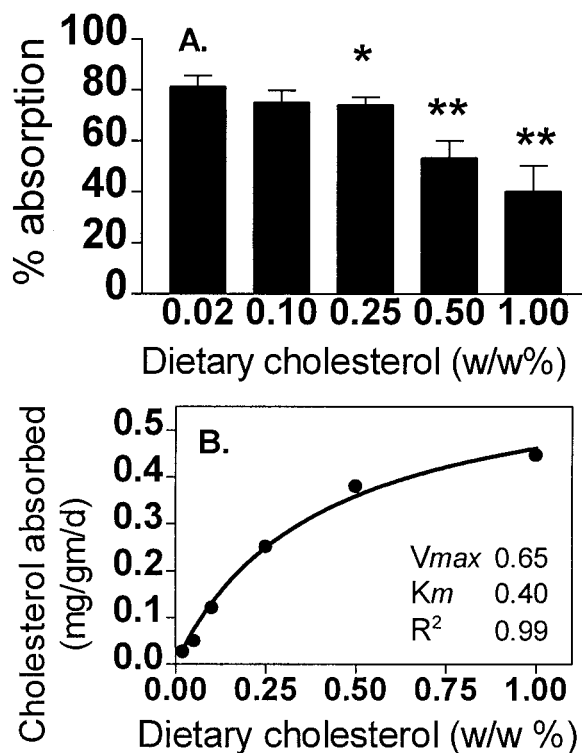 A.
% absorption
100
80
60
40
20
0
*
**
**
0.02 0.10 0.25 0.50 1.00
Dietary cholesterol (w/w%)
B.
Cholesterol absorbed
(mg/gm/d)
0.5
0.4
0.3
0.2
0.1
0.0
Vmax 0.65
Km 0.40
R² 0.99
0.00 0.25 0.50 0.75 1.00
Dietary cholesterol (w/w %)